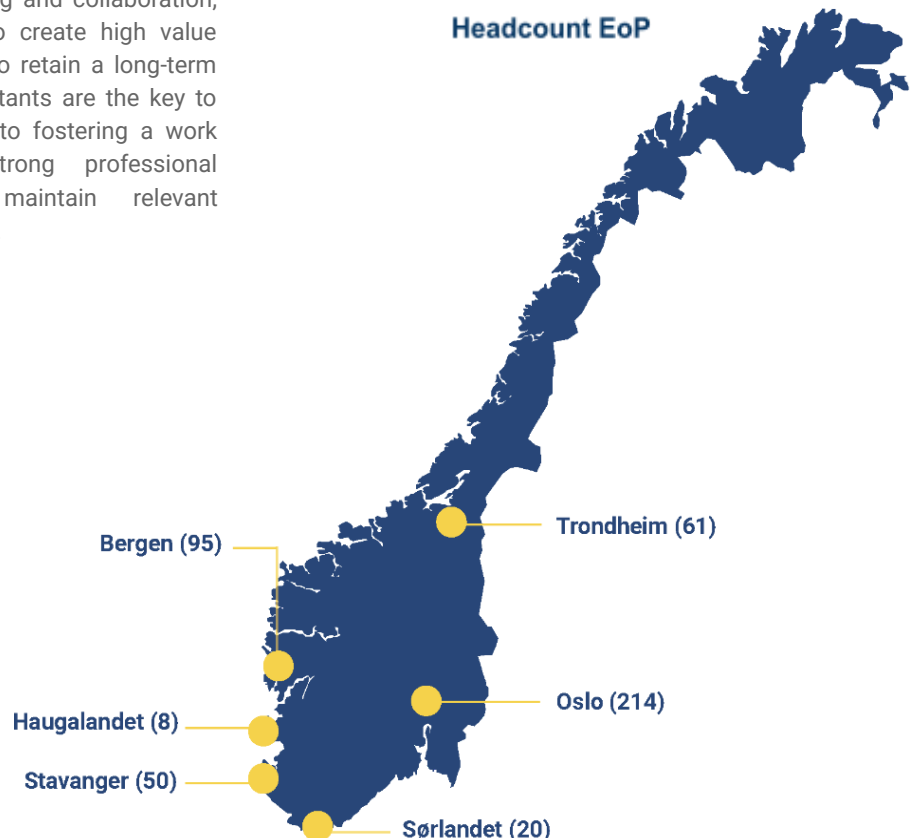 ng and collaboration,
o create high value
o retain a long-term
tants are the key to
to fostering a work
trong professional
maintain relevant
Headcount EoP
Trondheim (61)
Bergen (95)
Oslo (214)
Haugalandet (8)
Stavanger (50)
Sørlandet (20)